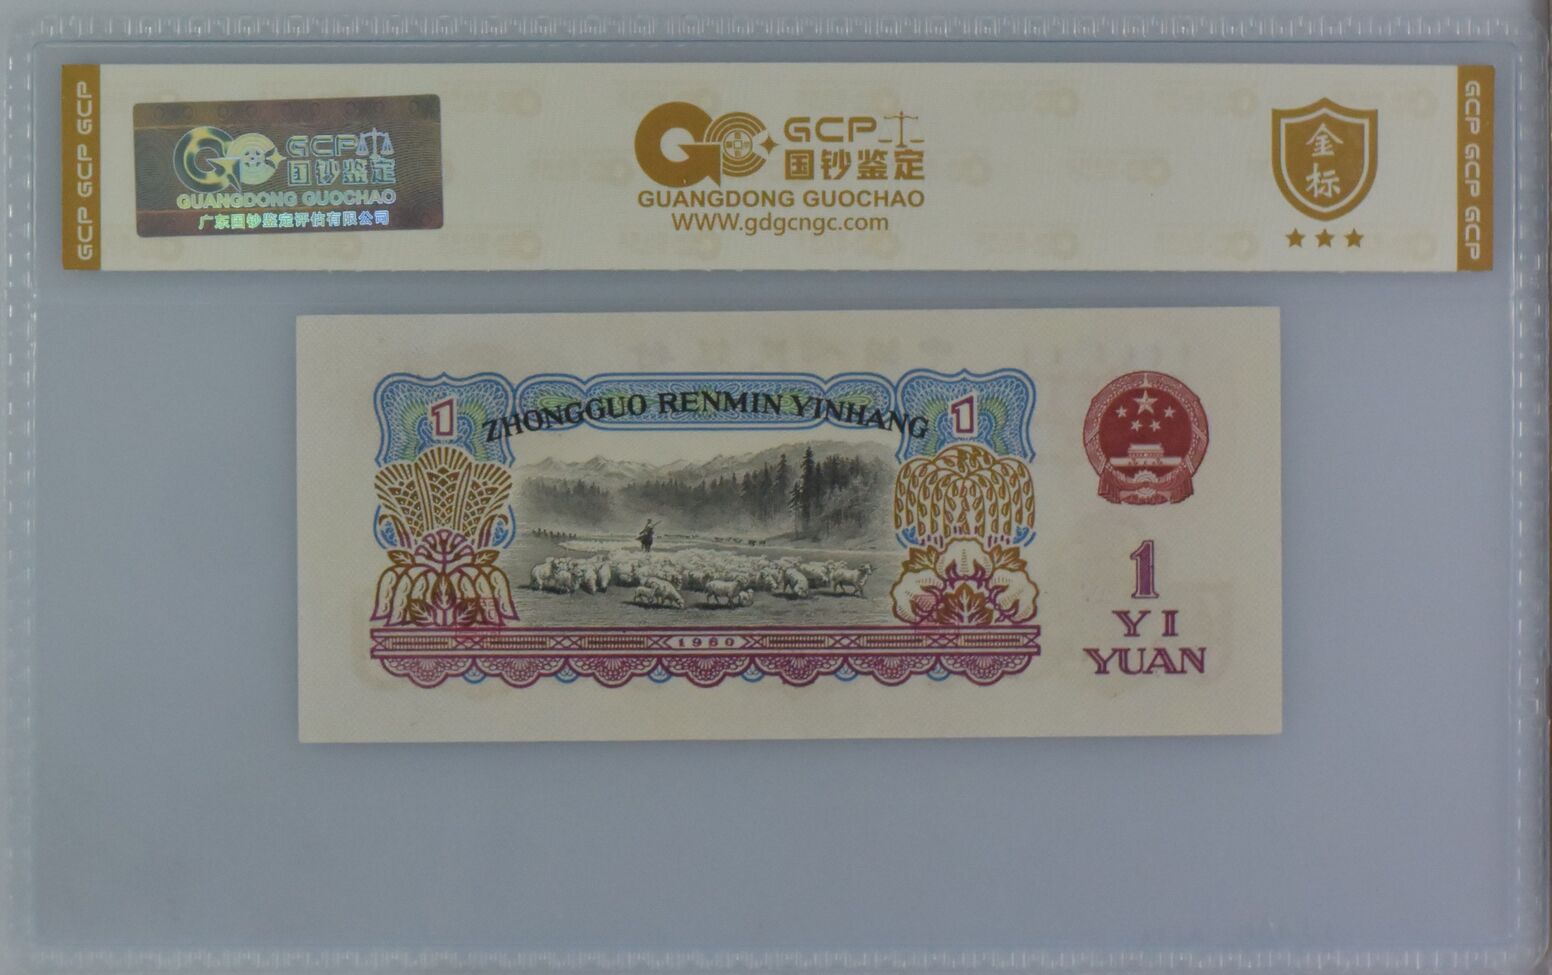 GCP GCP GCP
GCP
国钞鉴定
GUANGDONG GUOCHAO
广东国钞鉴定评估有限公司
GCP
国钞鉴定
GUANGDONG GUOCHAO
WWW.gdgcngc.com
金标
GCP GCP GCP
ZHONGGUO RENMIN YINHANG
1
1
1960
1
YI
YUAN